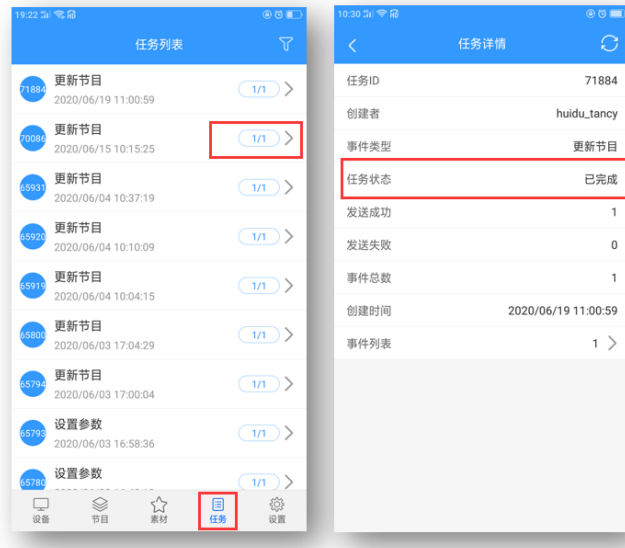 19:22
任务列表
71884
更新节目
2020/06/19 11:00:59
1/1
70086
更新节目
2020/06/15 10:15:25
1/1
65931
更新节目
2020/06/04 10:37:19
1/1
65920
更新节目
2020/06/04 10:10:09
1/1
65919
更新节目
2020/06/04 10:04:15
1/1
65800
更新节目
2020/06/03 17:04:29
1/1
65794
更新节目
2020/06/03 17:00:04
1/1
65793
设置参数
2020/06/03 16:58:36
1/1
65780
设置参数
1/1
设备
节目
素材
任务
设置
10:30
任务详情
任务ID 71884
创建者 huidu_tancy
事件类型 更新节目
任务状态 已完成
发送成功 1
发送失败 0
事件总数 1
创建时间 2020/06/19 11:00:59
事件列表 1